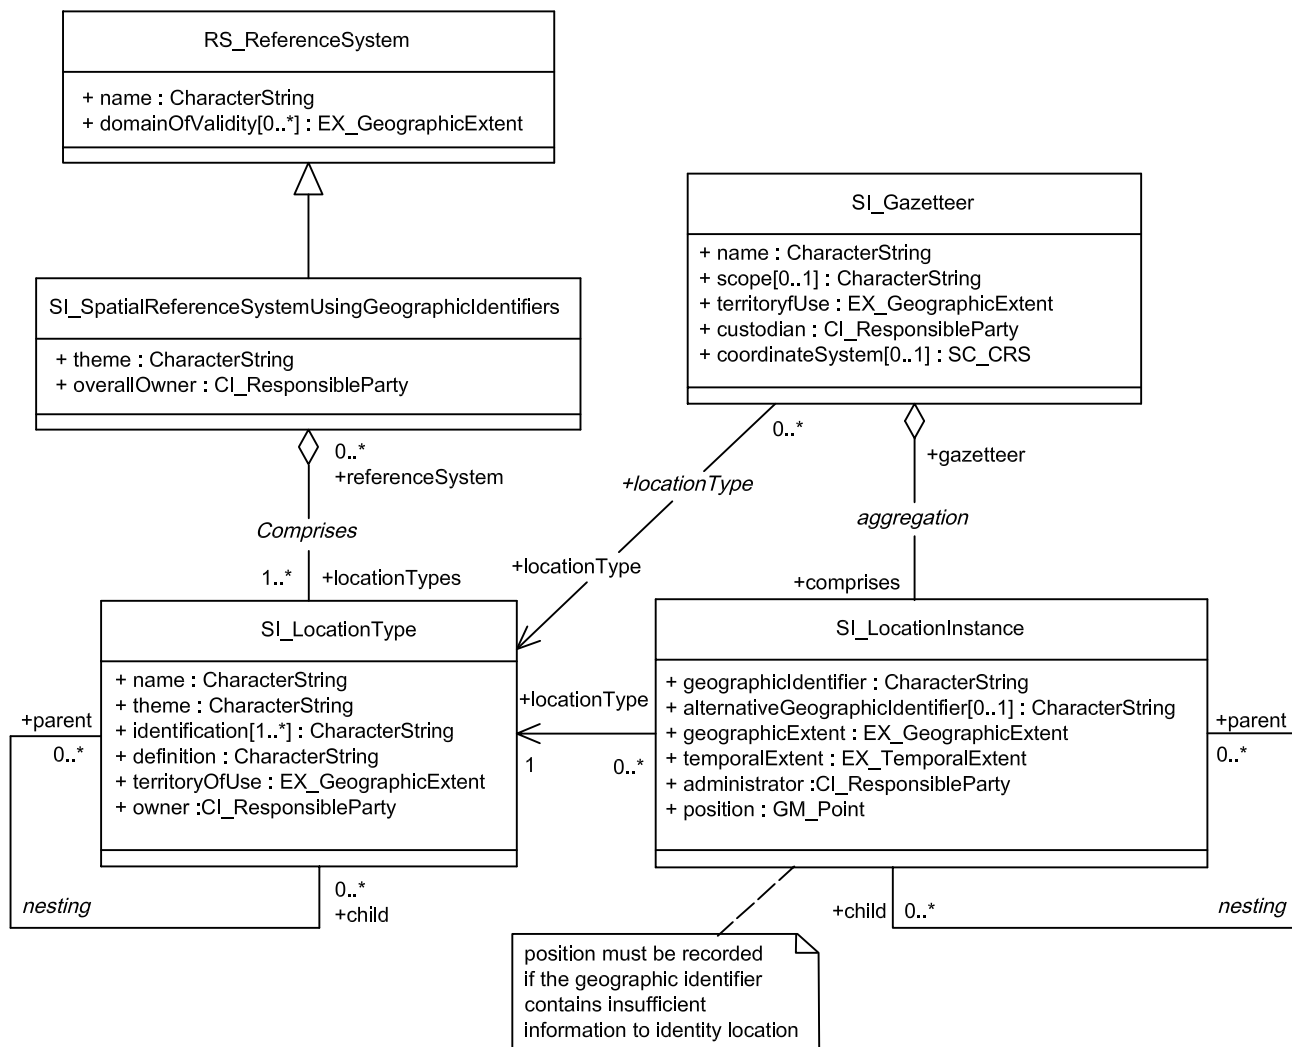 RS_ReferenceSystem
+ name : CharacterString
+ domainOfValidity[0..*] : EX_GeographicExtent
SI_Gazetteer
+ name : CharacterString
+ scope[0..1] : CharacterString
+ territoryfUse : EX_GeographicExtent
+ custodian : CI_ResponsibleParty
+ coordinateSystem[0..1] : SC_CRS
SI_SpatialReferenceSystemUsingGeographicIdentifiers
+ theme : CharacterString
+ overallOwner : CI_ResponsibleParty
0..*
+referenceSystem
Comprises
1..*
+locationTypes
0..*
+locationType
+locationType
+gazetteer
aggregation
+comprises
SI_LocationType
+ name : CharacterString
+ theme : CharacterString
+ identification[1..*] : CharacterString
+ definition : CharacterString
+ territoryOfUse : EX_GeographicExtent
+ owner :CI_ResponsibleParty
+parent
0..*
nesting
0..*
+child
+locationType
1
0..*
SI_LocationInstance
+ geographicIdentifier : CharacterString
+ alternativeGeographicIdentifier[0..1] : CharacterString
+ geographicExtent : EX_GeographicExtent
+ temporalExtent : EX_TemporalExtent
+ administrator :CI_ResponsibleParty
+ position : GM_Point
+parent
0..*
+child
0..*
nesting
position must be recorded
if the geographic identifier
contains insufficient
information to identity location